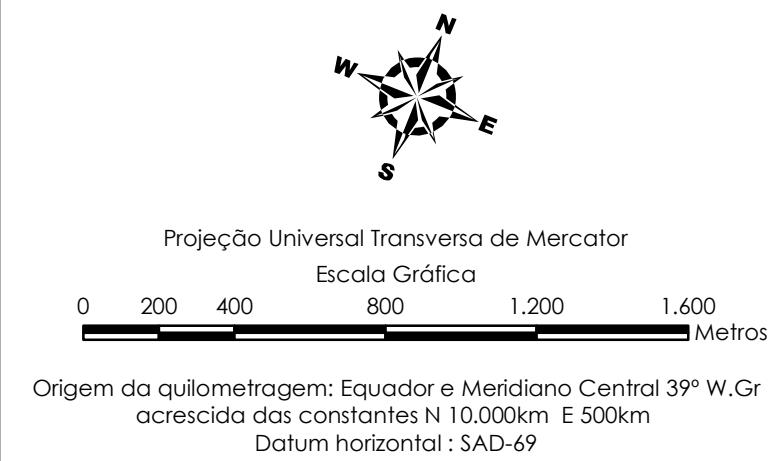 N
W
E
S
Projeção Universal Transversa de Mercator
Escala Gráfica
0 200 400 800 1.200 1.600
Metros
Origem da quilometragem: Equador e Meridiano Central 39º W.Gr
acrescida das constantes N 10.000km E 500km
Datum horizontal : SAD-69